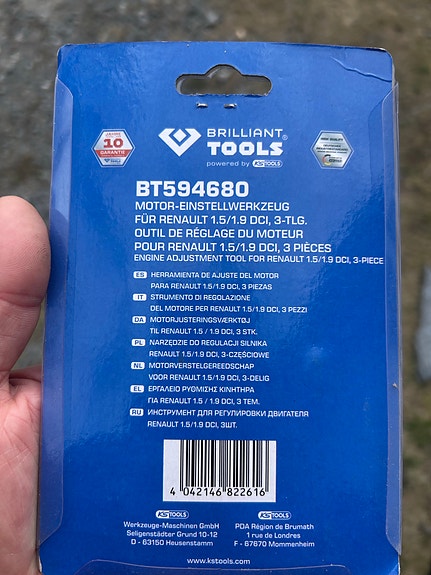 JAHRE
10
GARANTIE
BRILLIANT
TOOLS®
powered by KS TOOLS
BT594680
MOTOR-EINSTELLWERKZEUG
FÜR RENAULT 1.5/1.9 DCI, 3-TLG.
OUTIL DE RÉGLAGE DU MOTEUR
POUR RENAULT 1.5/1.9 DCI, 3 PIÈCES
ENGINE ADJUSTMENT TOOL FOR RENAULT 1.5/1.9 DCI, 3-PIECE
ES HERRAMIENTA DE AJUSTE DEL MOTOR
PARA RENAULT 1.5/1.9 DCI, 3 PIEZAS
IT STRUMENTO DI REGOLAZIONE
DEL MOTORE PER RENAULT 1.5/1.9 DCI, 3 PEZZI
DA MOTORJUSTERINGSVÆRKTØJ
TIL RENAULT 1.5 / 1.9 DCI, 3 STK.
PL NARZĘDZIE DO REGULACJI SILNIKA
RENAULT 1.5/1.9 DCI, 3-CZĘŚCIOWE
NL MOTORVERSTELGEREEDSCHAP
VOOR RENAULT 1.5/1.9 DCI, 3-DELIG
EL ΕΡΓΑΛΕΙΟ ΡΥΘΜΙΣΗΣ ΚΙΝΗΤΗΡΑ
ΓΙΑ RENAULT 1.5 / 1.9 DCI, 3 ΤΕΜ.
RU ИНСТРУМЕНТ ДЛЯ РЕГУЛИРОВКИ ДВИГАТЕЛЯ
RENAULT 1.5/1.9 DCI, 3ШТ.
4 042146 822616
KS TOOLS
Werkzeuge-Maschinen GmbH
Seligenstädter Grund 10-12
D - 63150 Heusenstamm
KS TOOLS
PDA Région de Brumath
1 rue de Londres
F - 67670 Mommenheim
www.kstools.com